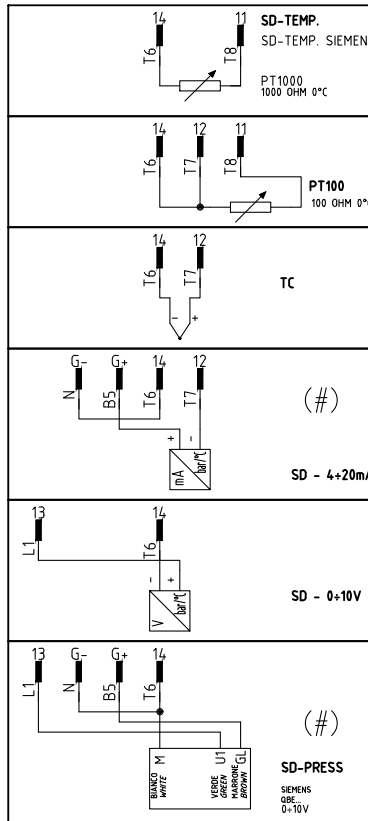 14 11 SD-TEMP.
SD-TEMP. SIEMEN
T6 T8
PT1000
1000 OHM 0°C
14 12 11
T6 T7 T8
PT100
100 OHM 0°
14 12
T6 T7
TC
- +
G- G+ 14 12
N B5 T6 T7
(#)
+ -
mA bar/°C
SD - 4÷20mA
13 14
L1 T6
- +
V bar/°C
SD - 0÷10V
13 G- G+ 14
L1 N B5 T6
(#)
M U1 GL
BIANCO VERDE MARRONE
WHITE GREEN BROWN
SD-PRESS
SIEMENS
QBE...
0÷10V